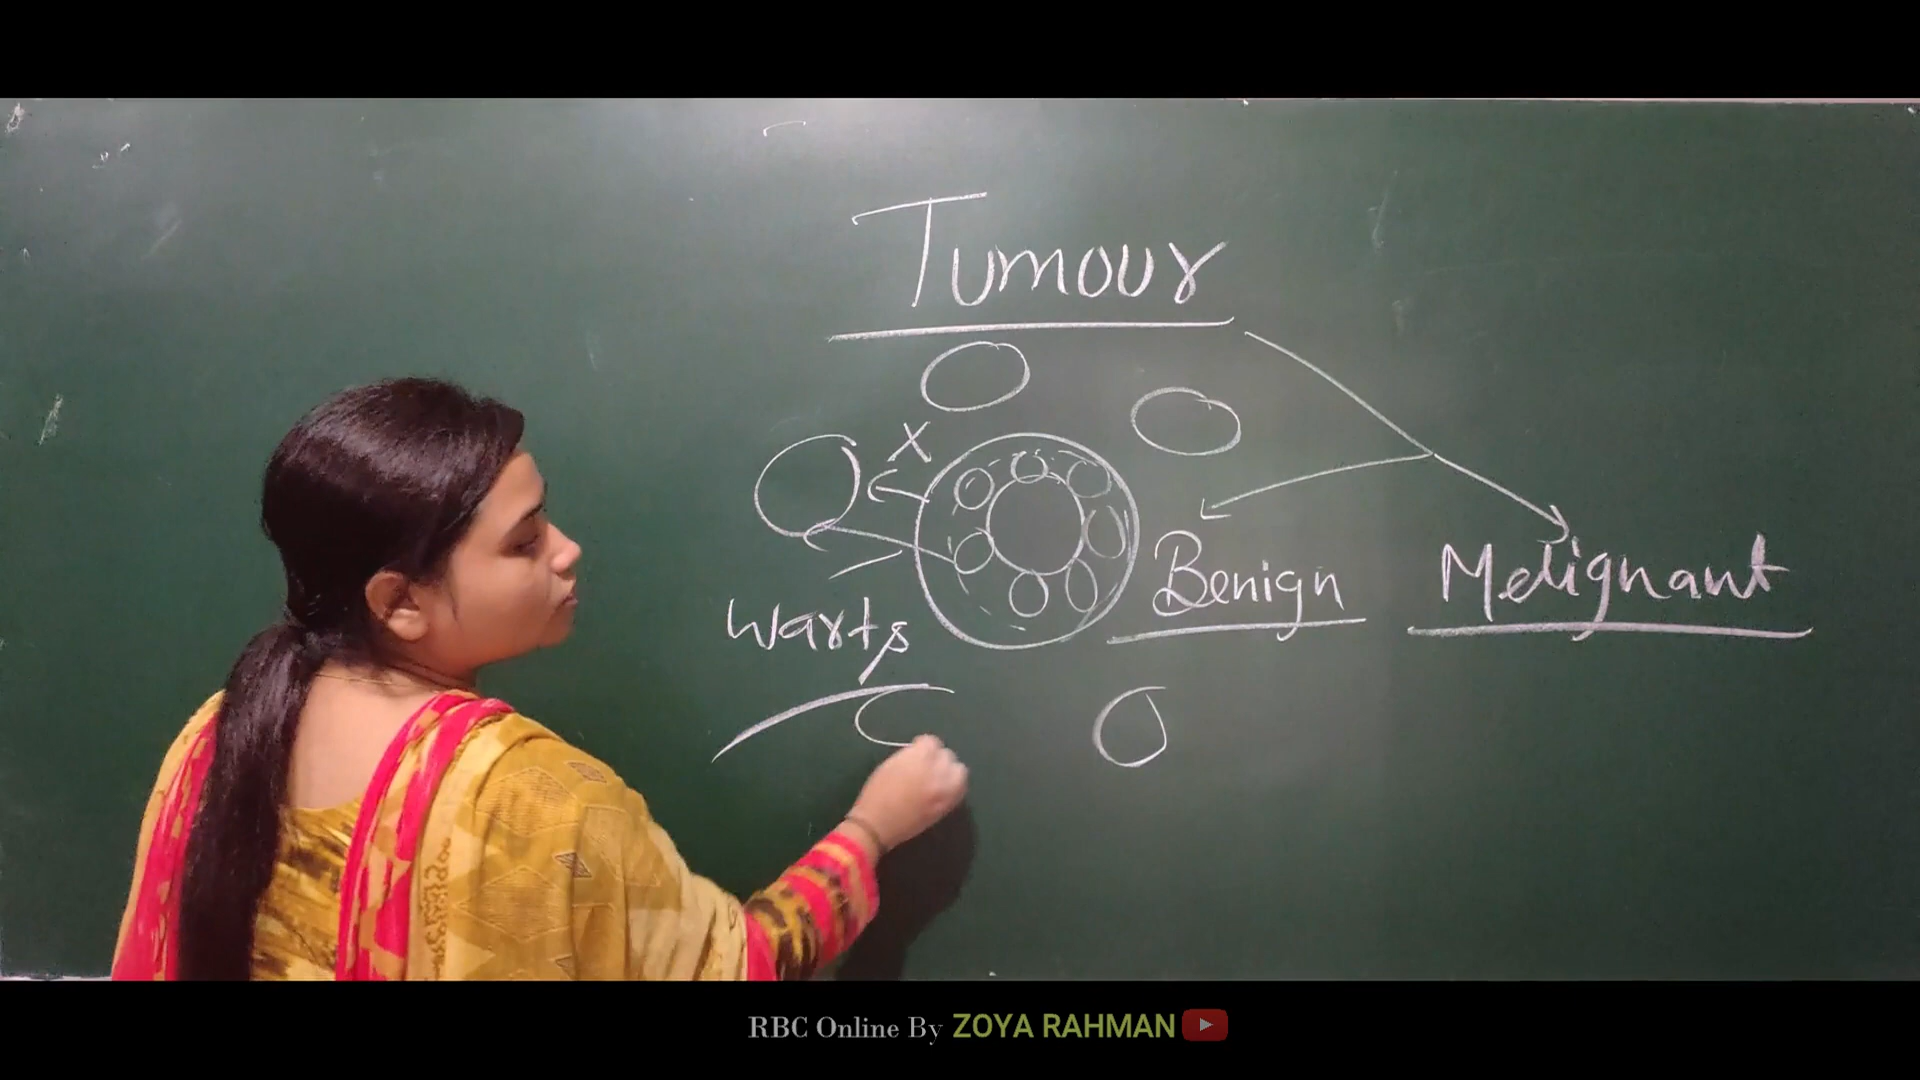 Tumour
X
Benign
Melignant
Warts
RBC Online By ZOYA RAHMAN